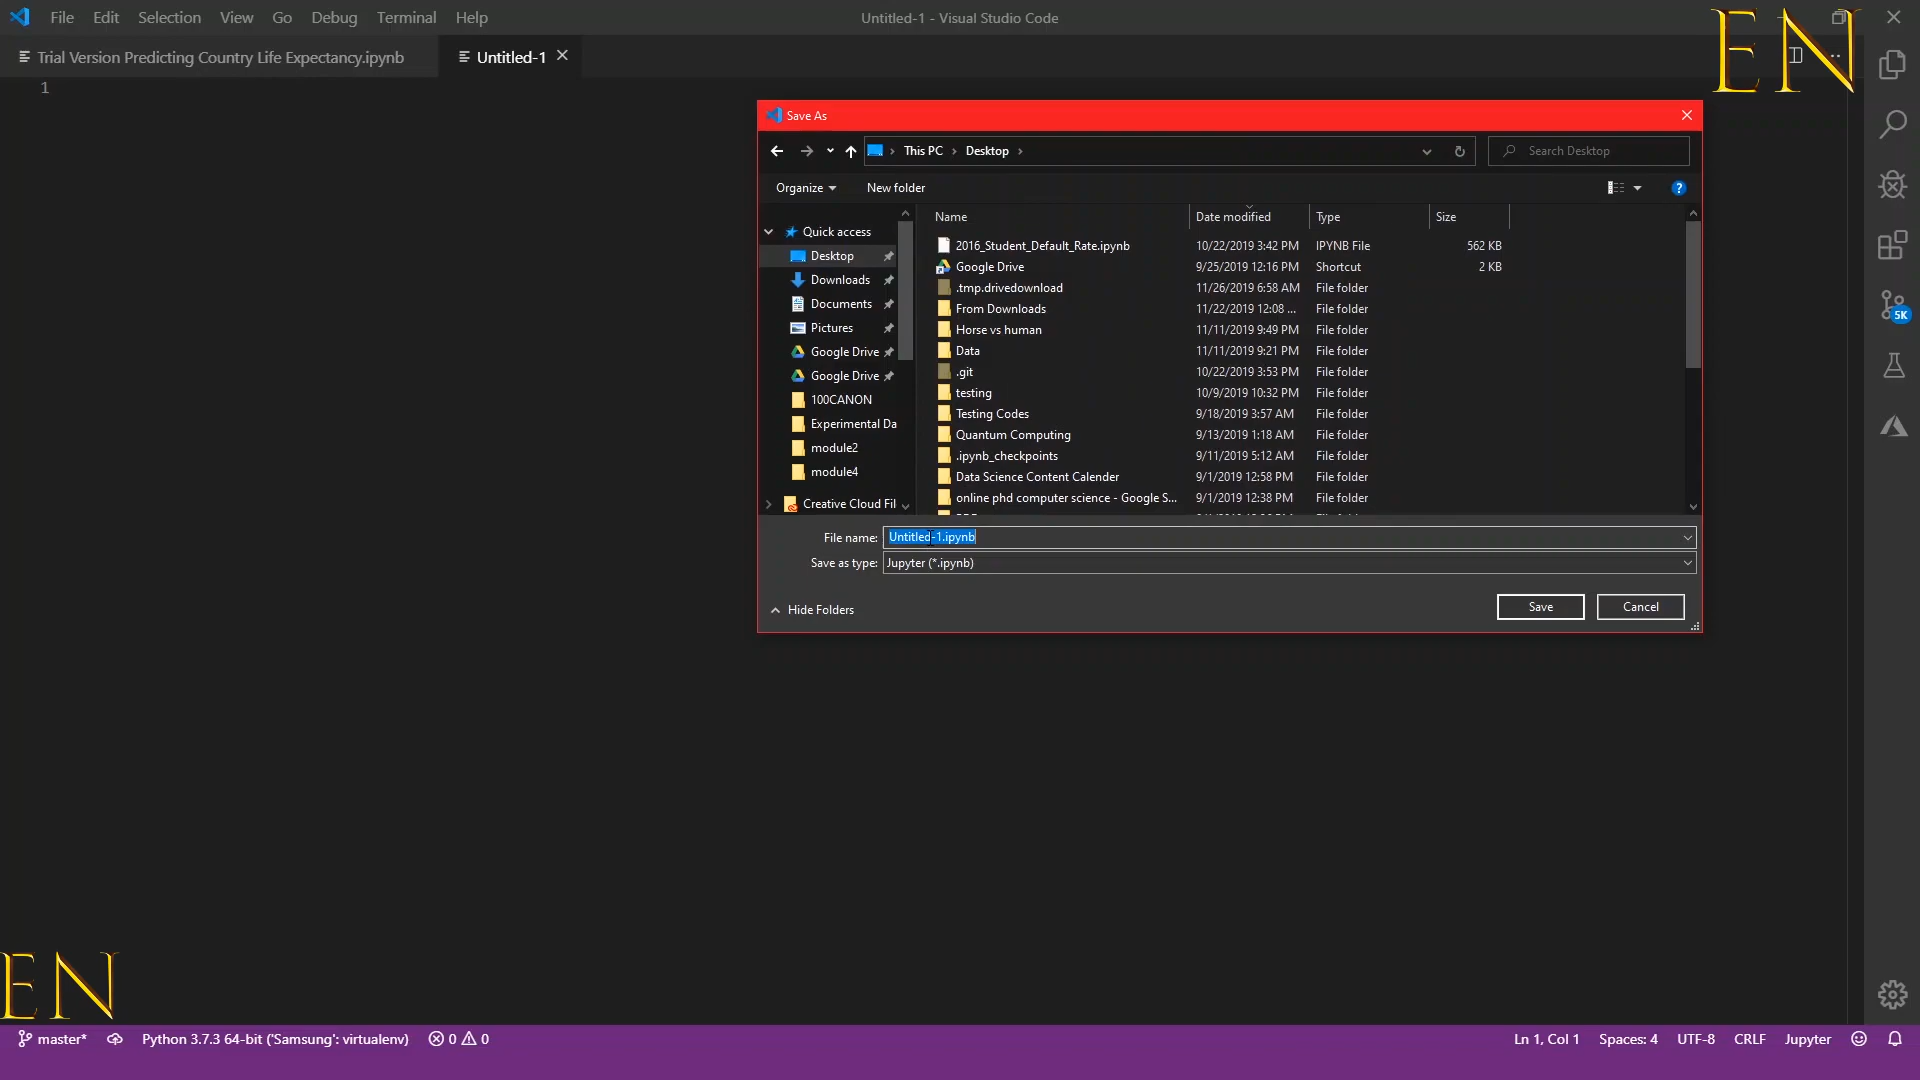 File Edit Selection View Go Debug Terminal Help
Untitled-1 - Visual Studio Code
Trial Version Predicting Country Life Expectancy.ipynb
Untitled-1
EN
1
Save As
This PC > Desktop >
Search Desktop
Organize
New folder
Quick access
Desktop
Downloads
Documents
Pictures
Google Drive
Google Drive
100CANON
Experimental Da
module2
module4
Creative Cloud Fil
Name Date modified Type Size
2016_Student_Default_Rate.ipynb 10/22/2019 3:42 PM IPYNB File 562 KB
Google Drive 9/25/2019 12:16 PM Shortcut 2 KB
.tmp.drivedownload 11/26/2019 6:58 AM File folder
From Downloads 11/22/2019 12:08 ... File folder
Horse vs human 11/11/2019 9:49 PM File folder
Data 11/11/2019 9:21 PM File folder
.git 10/22/2019 3:53 PM File folder
testing 10/9/2019 10:32 PM File folder
Testing Codes 9/18/2019 3:57 AM File folder
Quantum Computing 9/13/2019 1:18 AM File folder
.ipynb_checkpoints 9/11/2019 5:12 AM File folder
Data Science Content Calender 9/1/2019 12:58 PM File folder
online phd computer science - Google S... 9/1/2019 12:38 PM File folder
File name: Untitled-1.ipynb
Save as type: Jupyter (*.ipynb)
Hide Folders
Save
Cancel
5K
EN
master*
Python 3.7.3 64-bit ('Samsung': virtualenv)
0 0
Ln 1, Col 1
Spaces: 4
UTF-8
CRLF
Jupyter